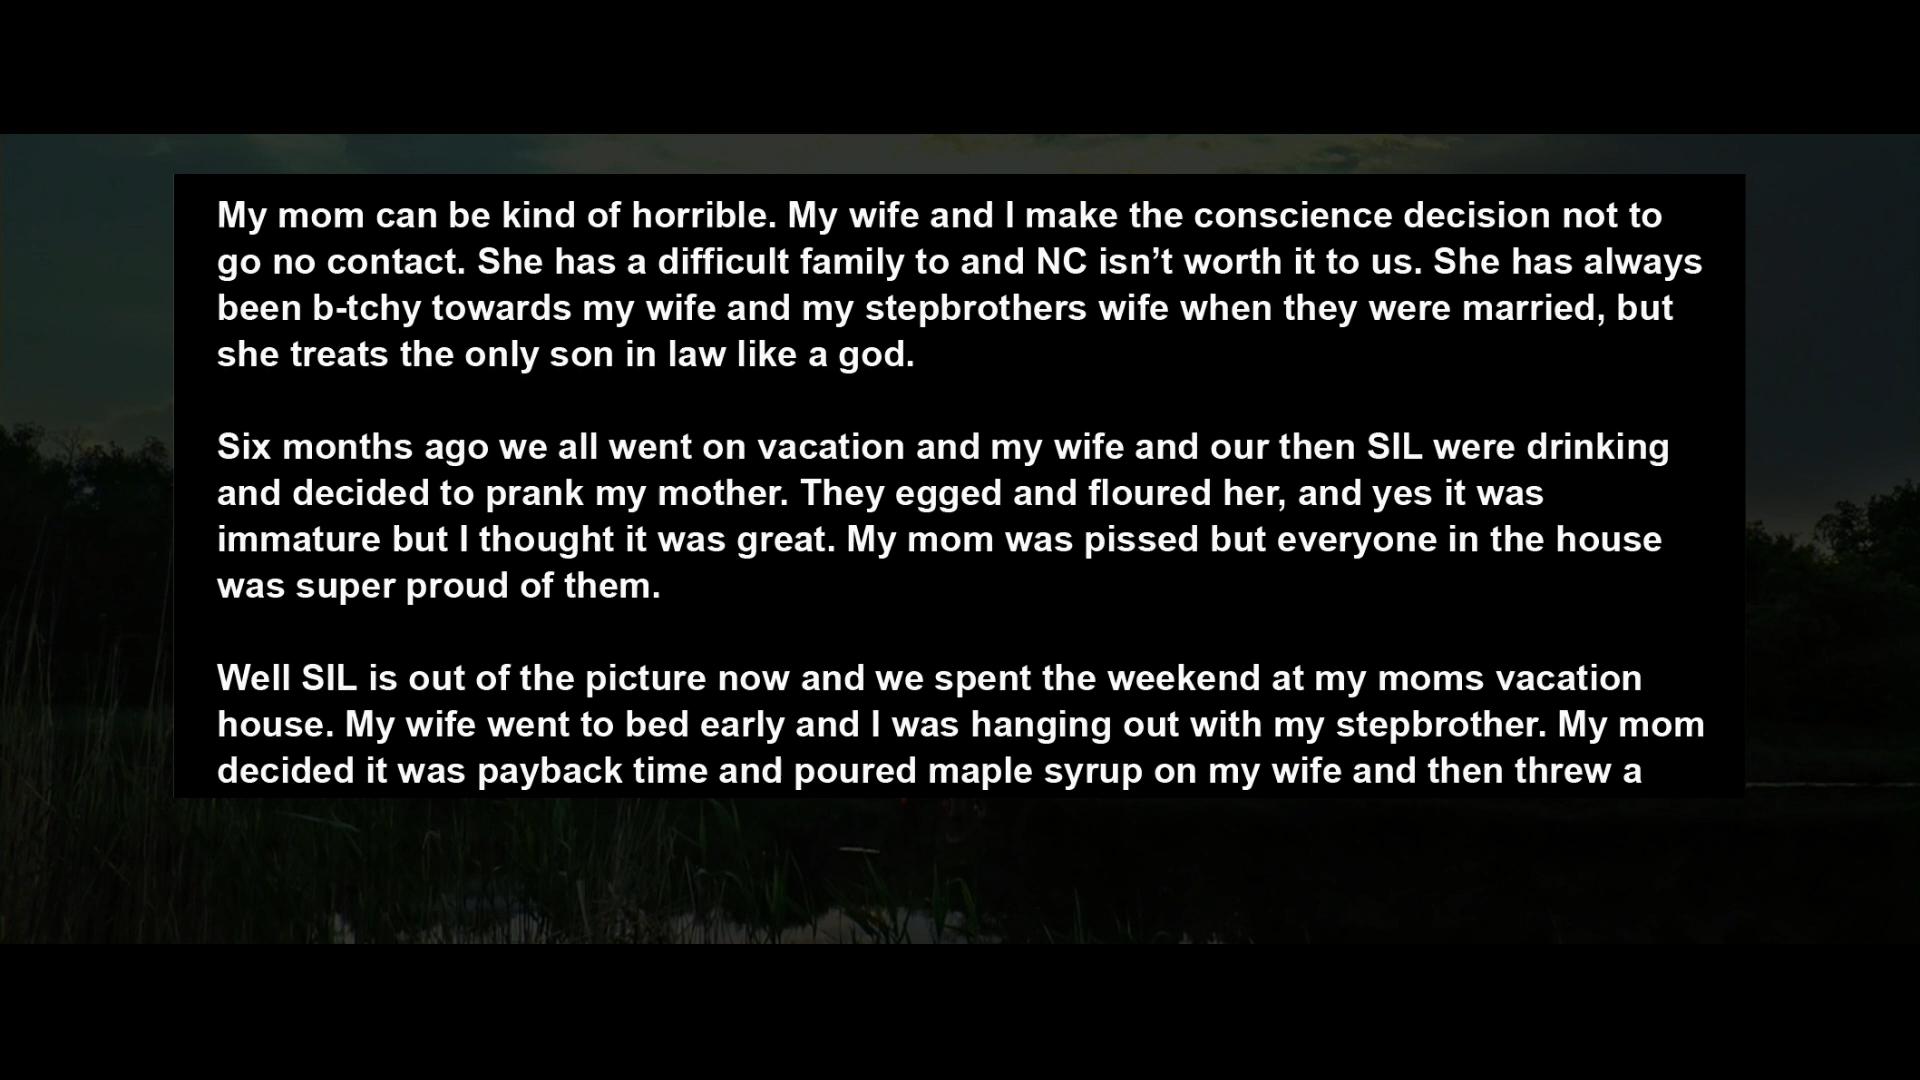 My mom can be kind of horrible. My wife and I make the conscience decision not to
go no contact. She has a difficult family to and NC isn’t worth it to us. She has always
been b-tchy towards my wife and my stepbrothers wife when they were married, but
she treats the only son in law like a god.
Six months ago we all went on vacation and my wife and our then SIL were drinking
and decided to prank my mother. They egged and floured her, and yes it was
immature but I thought it was great. My mom was pissed but everyone in the house
was super proud of them.
Well SIL is out of the picture now and we spent the weekend at my moms vacation
house. My wife went to bed early and I was hanging out with my stepbrother. My mom
decided it was payback time and poured maple syrup on my wife and then threw a